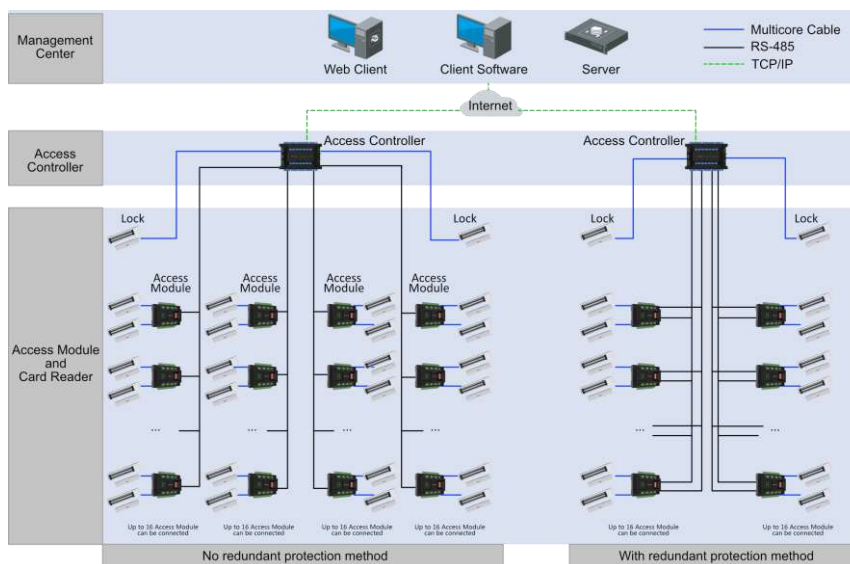 Management
Center
Web Client
Client Software
Server
Multicore Cable
RS-485
TCP/IP
Internet
Access
Controller
Access Controller
Access Controller
Access Module
and
Card Reader
Lock
Lock
Lock
Lock
Access
Module
Access
Module
Access
Module
Access
Module
...
...
...
...
...
...
Up to 16 Access Module
can be connected
Up to 16 Access Module
can be connected
Up to 16 Access Module
can be connected
Up to 16 Access Module
can be connected
Up to 16 Access Module
can be connected
Up to 16 Access Module
can be connected
No redundant protection method
With redundant protection method